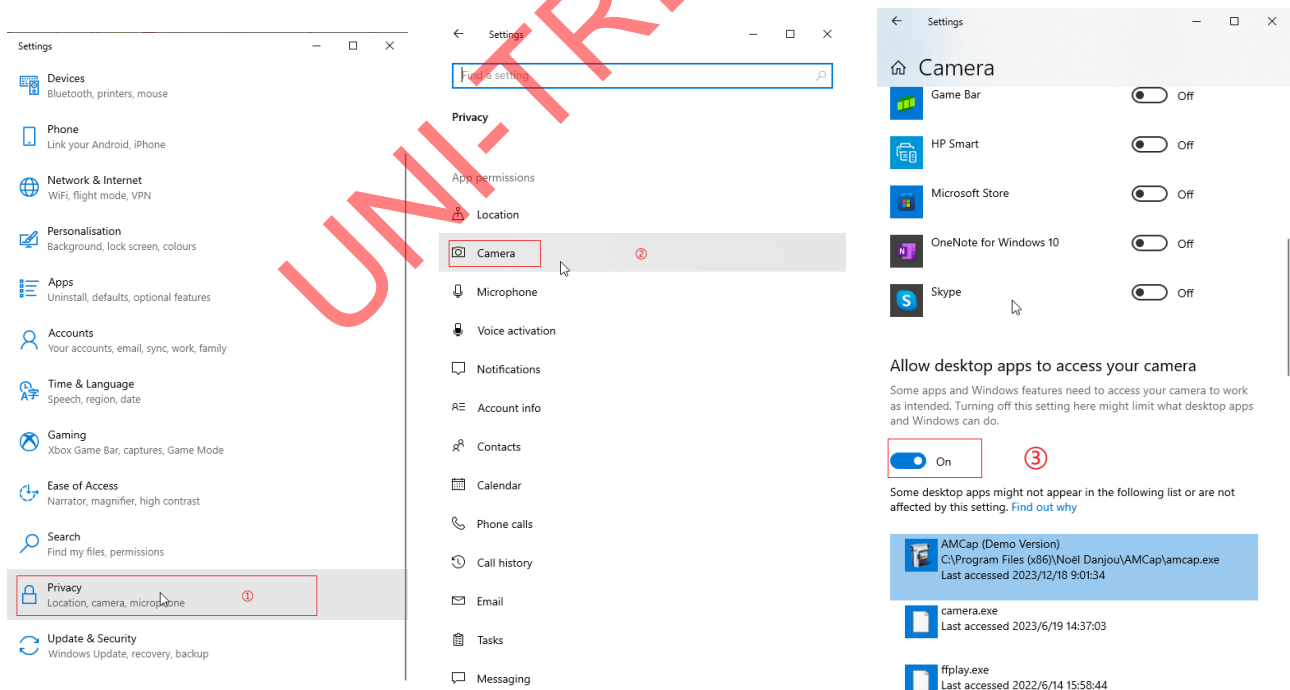 Settings
Devices
Bluetooth, printers, mouse
Phone
Link your Android, iPhone
Network & Internet
WiFi, flight mode, VPN
Personalisation
Background, lock screen, colours
Apps
Uninstall, defaults, optional features
Accounts
Your accounts, email, sync, work, family
Time & Language
Speech, region, date
Gaming
Xbox Game Bar, captures, Game Mode
Ease of Access
Narrator, magnifier, high contrast
Search
Find my files, permissions
Privacy
Location, camera, microphone
①
Update & Security
Windows Update, recovery, backup
Settings
Find a setting
Privacy
App permissions
Location
Camera
②
Microphone
Voice activation
Notifications
Account info
Contacts
Calendar
Phone calls
Call history
Email
Tasks
Messaging
Settings
Camera
Game Bar Off
HP Smart Off
Microsoft Store Off
OneNote for Windows 10 Off
Skype Off
Allow desktop apps to access your camera
Some apps and Windows features need to access your camera to work
as intended. Turning off this setting here might limit what desktop apps
and Windows can do.
On ③
Some desktop apps might not appear in the following list or are not
affected by this setting. Find out why
AMCap (Demo Version)
C:\Program Files (x86)\Noël Danjou\AMCap\amcap.exe
Last accessed 2023/12/18 9:01:34
camera.exe
Last accessed 2023/6/19 14:37:03
ffplay.exe
Last accessed 2022/6/14 15:58:44
UNI-TRE